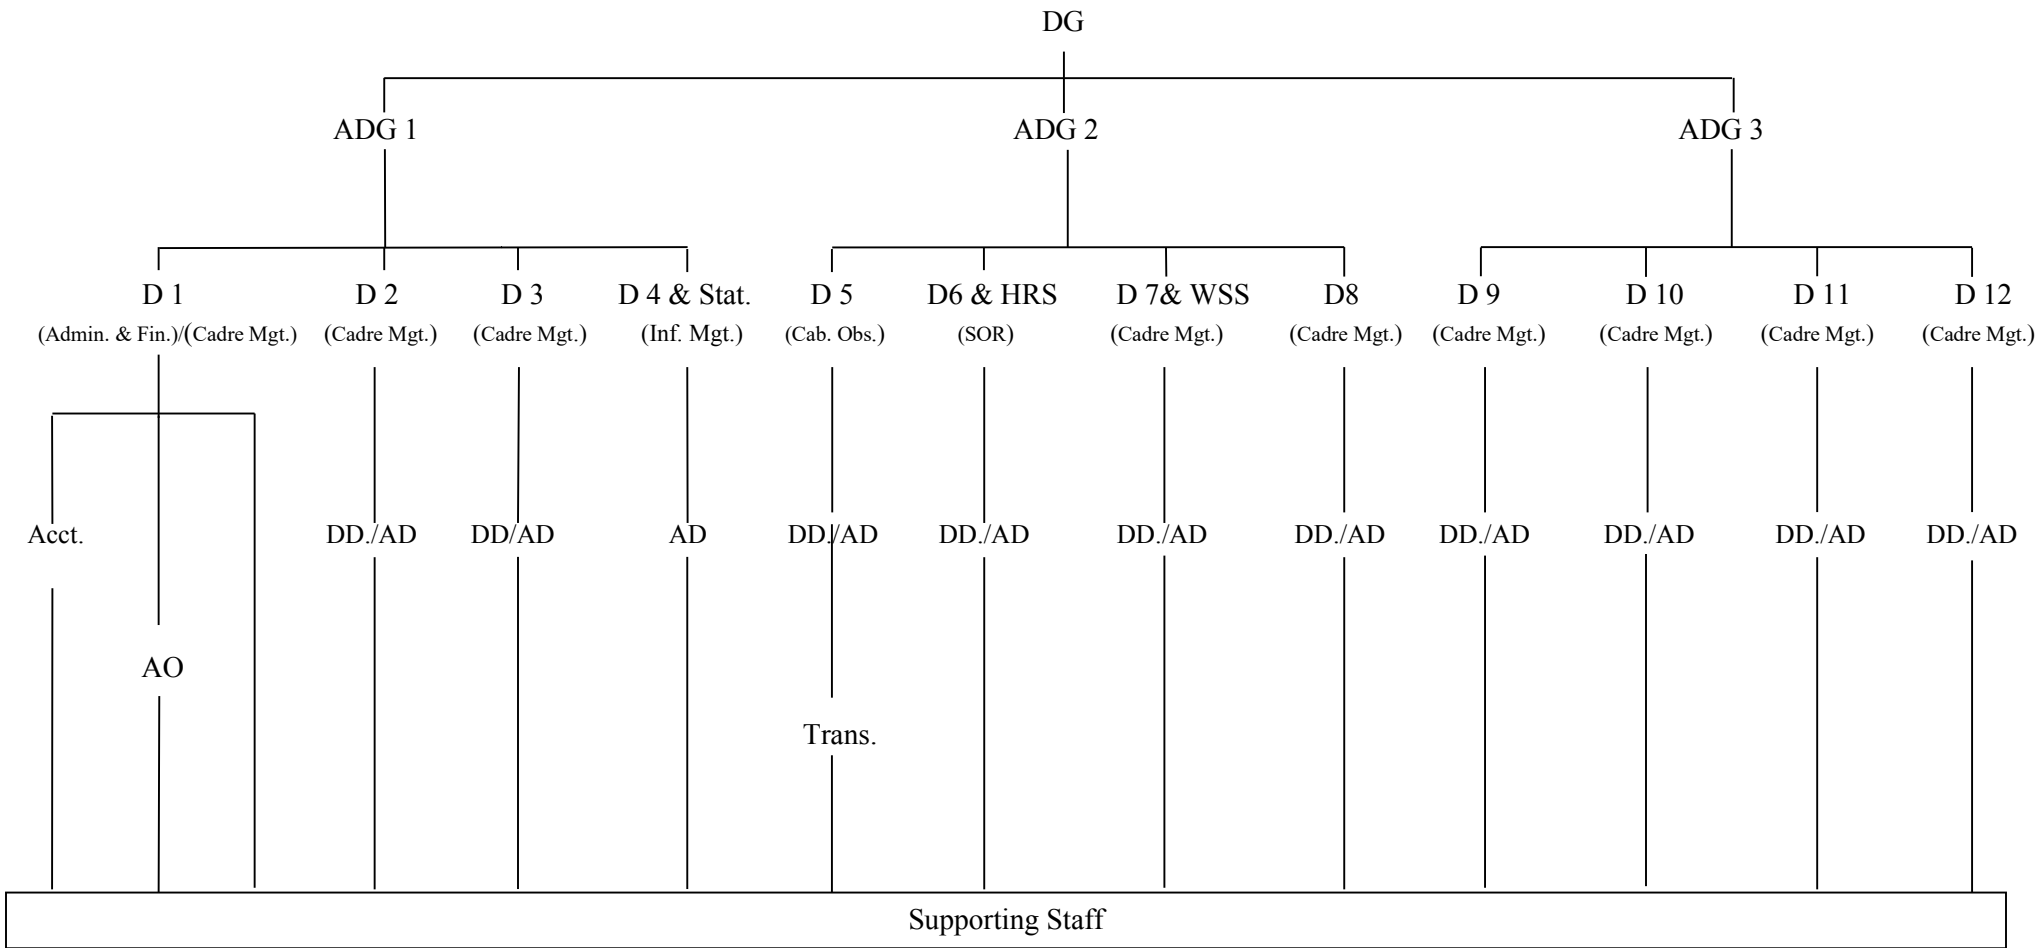 DG
ADG 1 ADG 2 ADG 3
D 1 D 2 D 3 D 4 & Stat. D 5 D6 & HRS D 7& WSS D8 D 9 D 10 D 11 D 12
(Admin. & Fin.)/(Cadre Mgt.) (Cadre Mgt.) (Cadre Mgt.) (Inf. Mgt.) (Cab. Obs.) (SOR) (Cadre Mgt.) (Cadre Mgt.) (Cadre Mgt.) (Cadre Mgt.) (Cadre Mgt.) (Cadre Mgt.)
Acct. DD./AD DD/AD AD DD./AD DD./AD DD./AD DD./AD DD./AD DD./AD DD./AD DD./AD
AO
Trans.
Supporting Staff